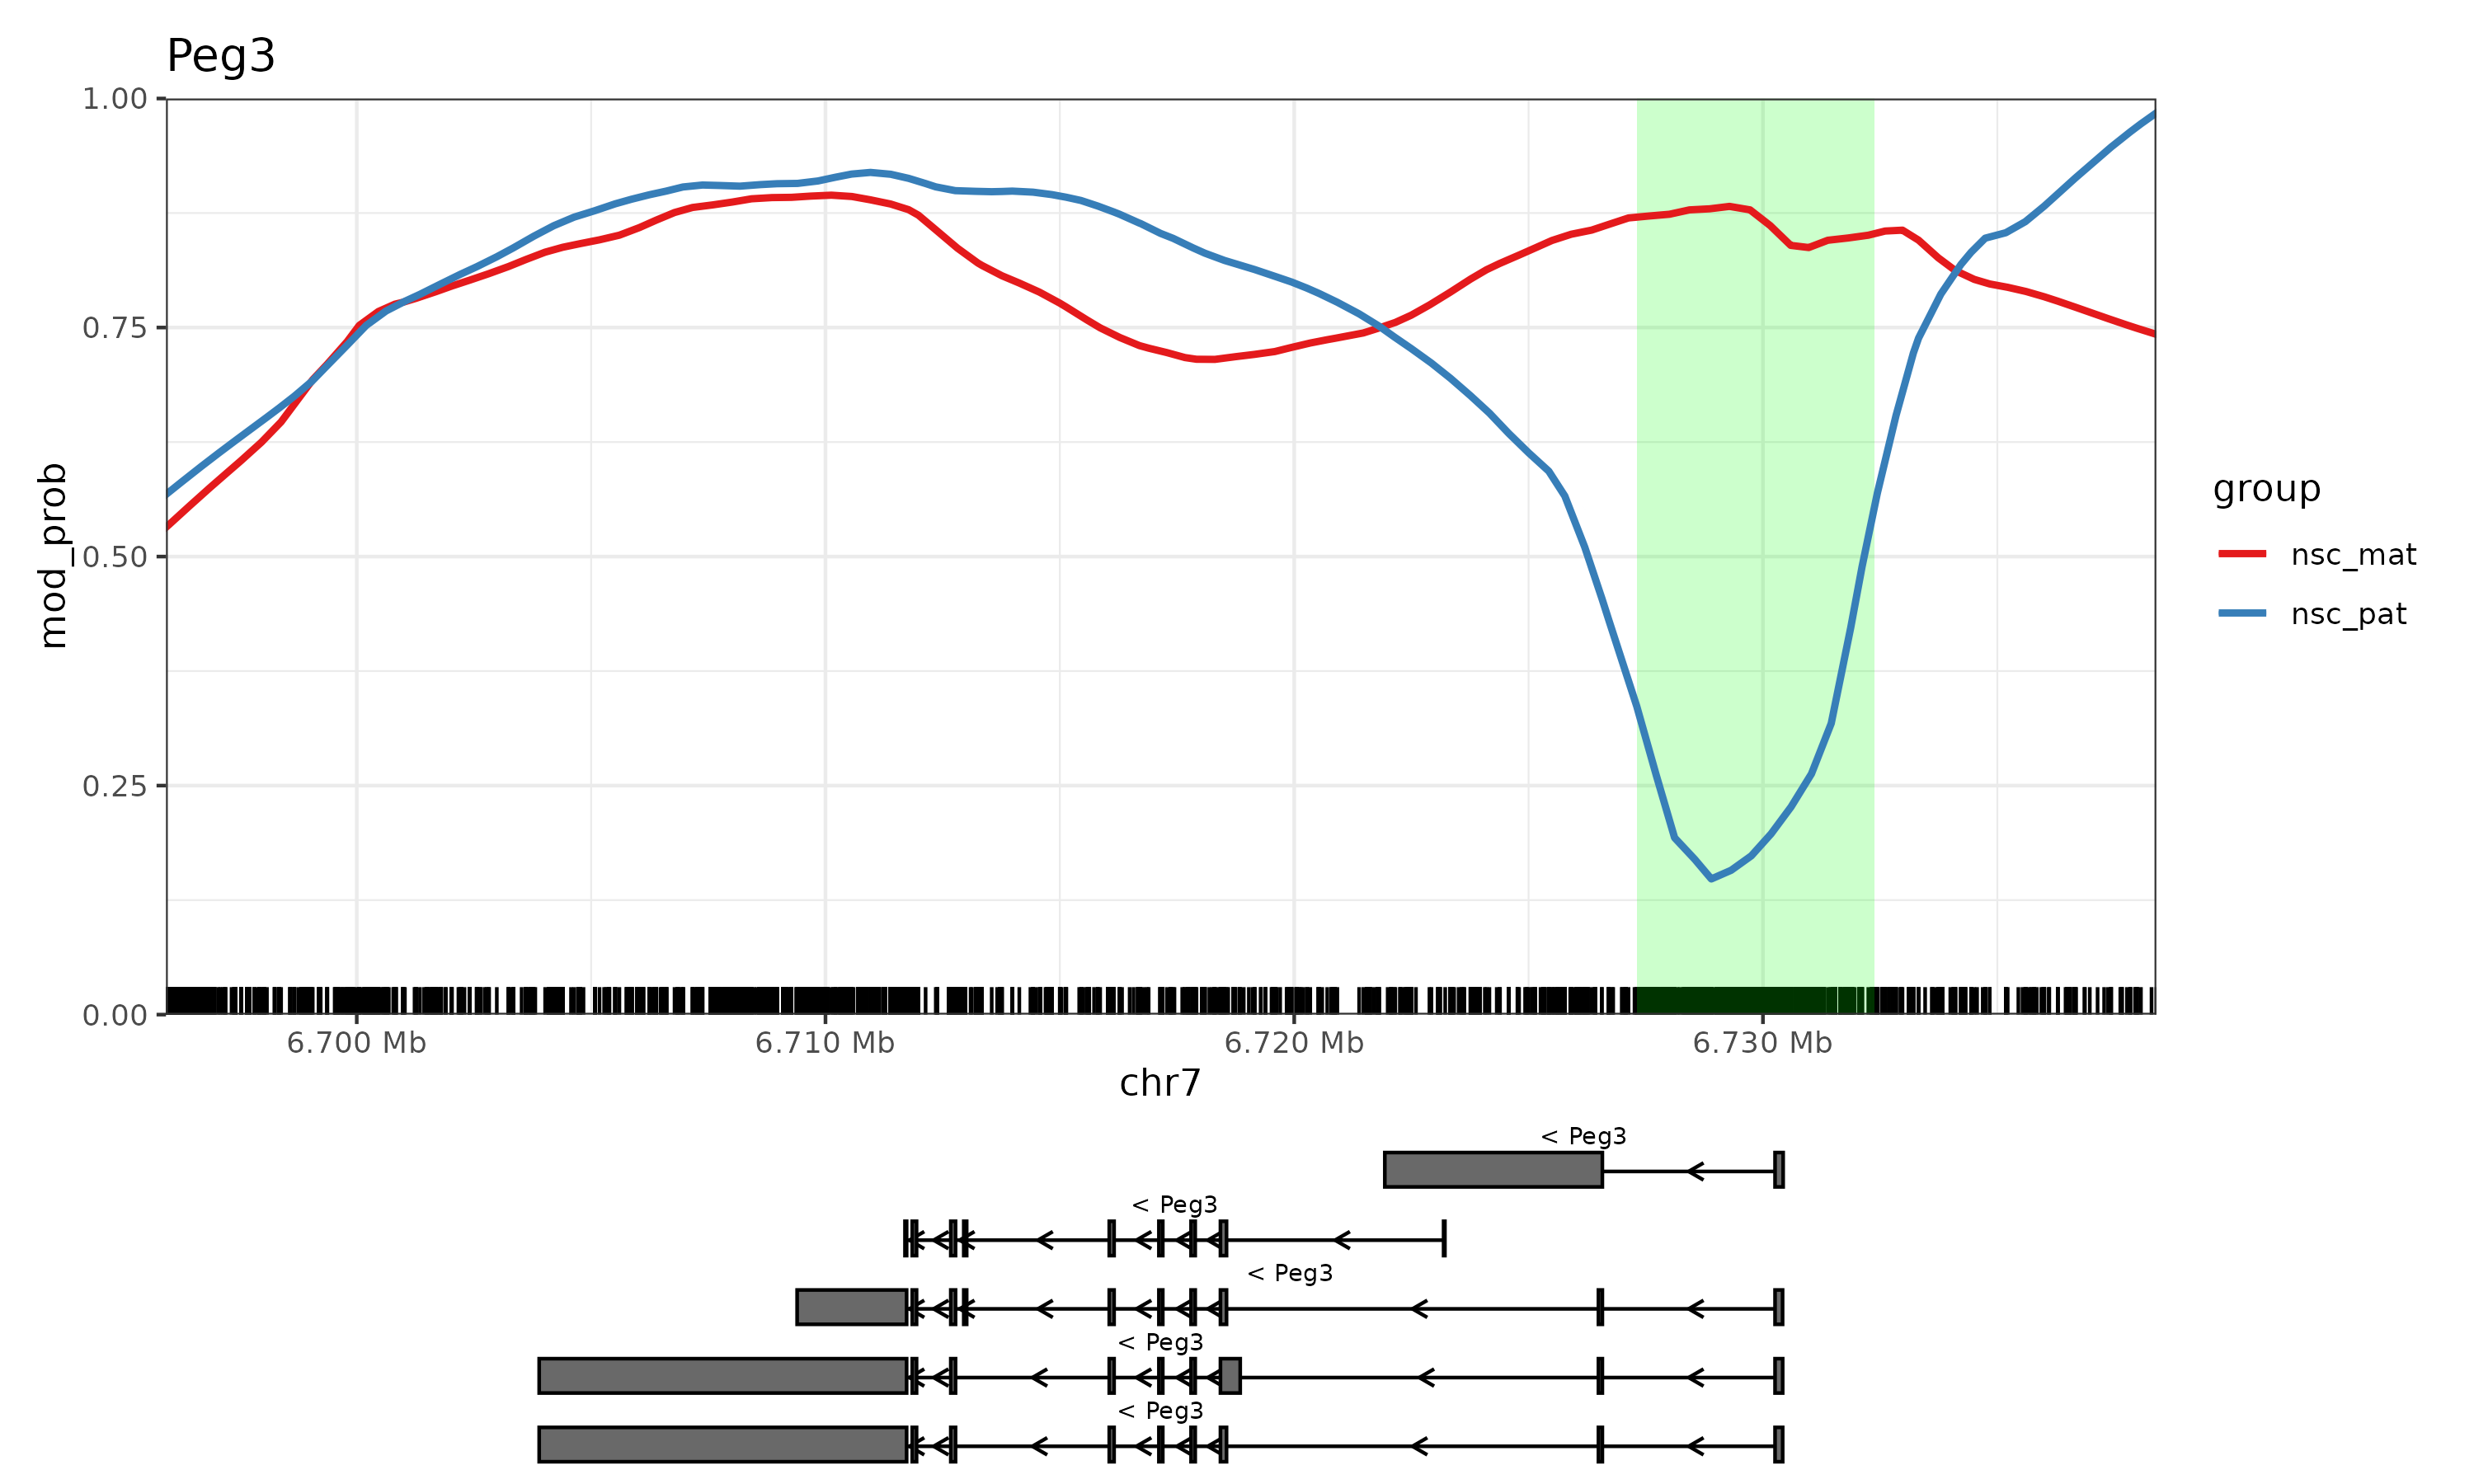 Peg3
1.00
0.75
0.50
0.25
0.00
mod_prob
6.700 Mb 6.710 Mb 6.720 Mb 6.730 Mb
chr7
group
nsc_mat
nsc_pat
< Peg3
< Peg3
< Peg3
< Peg3
< Peg3